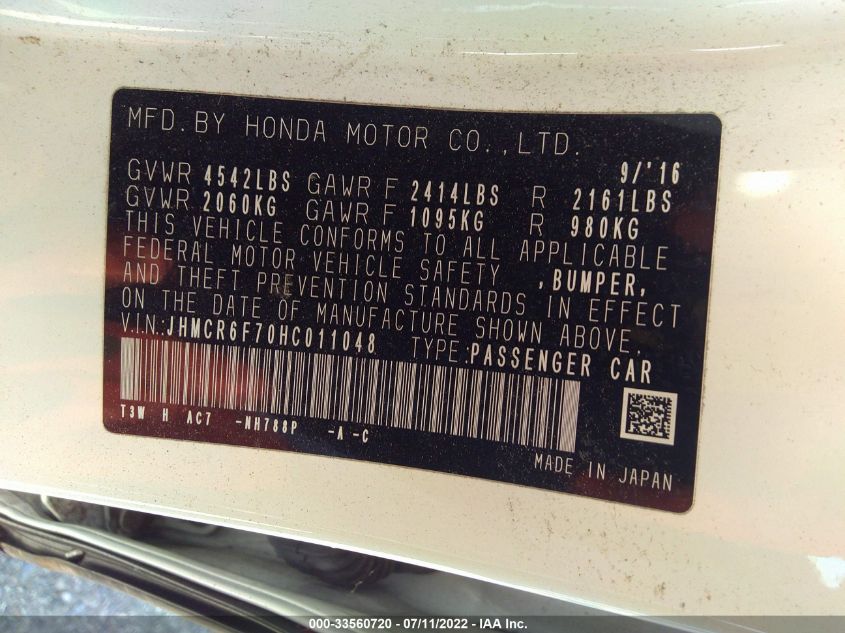 MFD. BY HONDA MOTOR CO., LTD.
9/'16
GVWR 4542LBS GAWR F 2414LBS R 2161LBS
GVWR 2060KG GAWR F 1095KG R 980KG
THIS VEHICLE CONFORMS TO ALL APPLICABLE
FEDERAL MOTOR VEHICLE SAFETY ,BUMPER,
AND THEFT PREVENTION STANDARDS IN EFFECT
ON THE DATE OF MANUFACTURE SHOWN ABOVE.
V.I.N.:JHMCR6F70HC011048 TYPE:PASSENGER CAR
T3W H AC7 -NH788P -A -C
MADE IN JAPAN
000-33560720 - 07/11/2022 - IAA Inc.